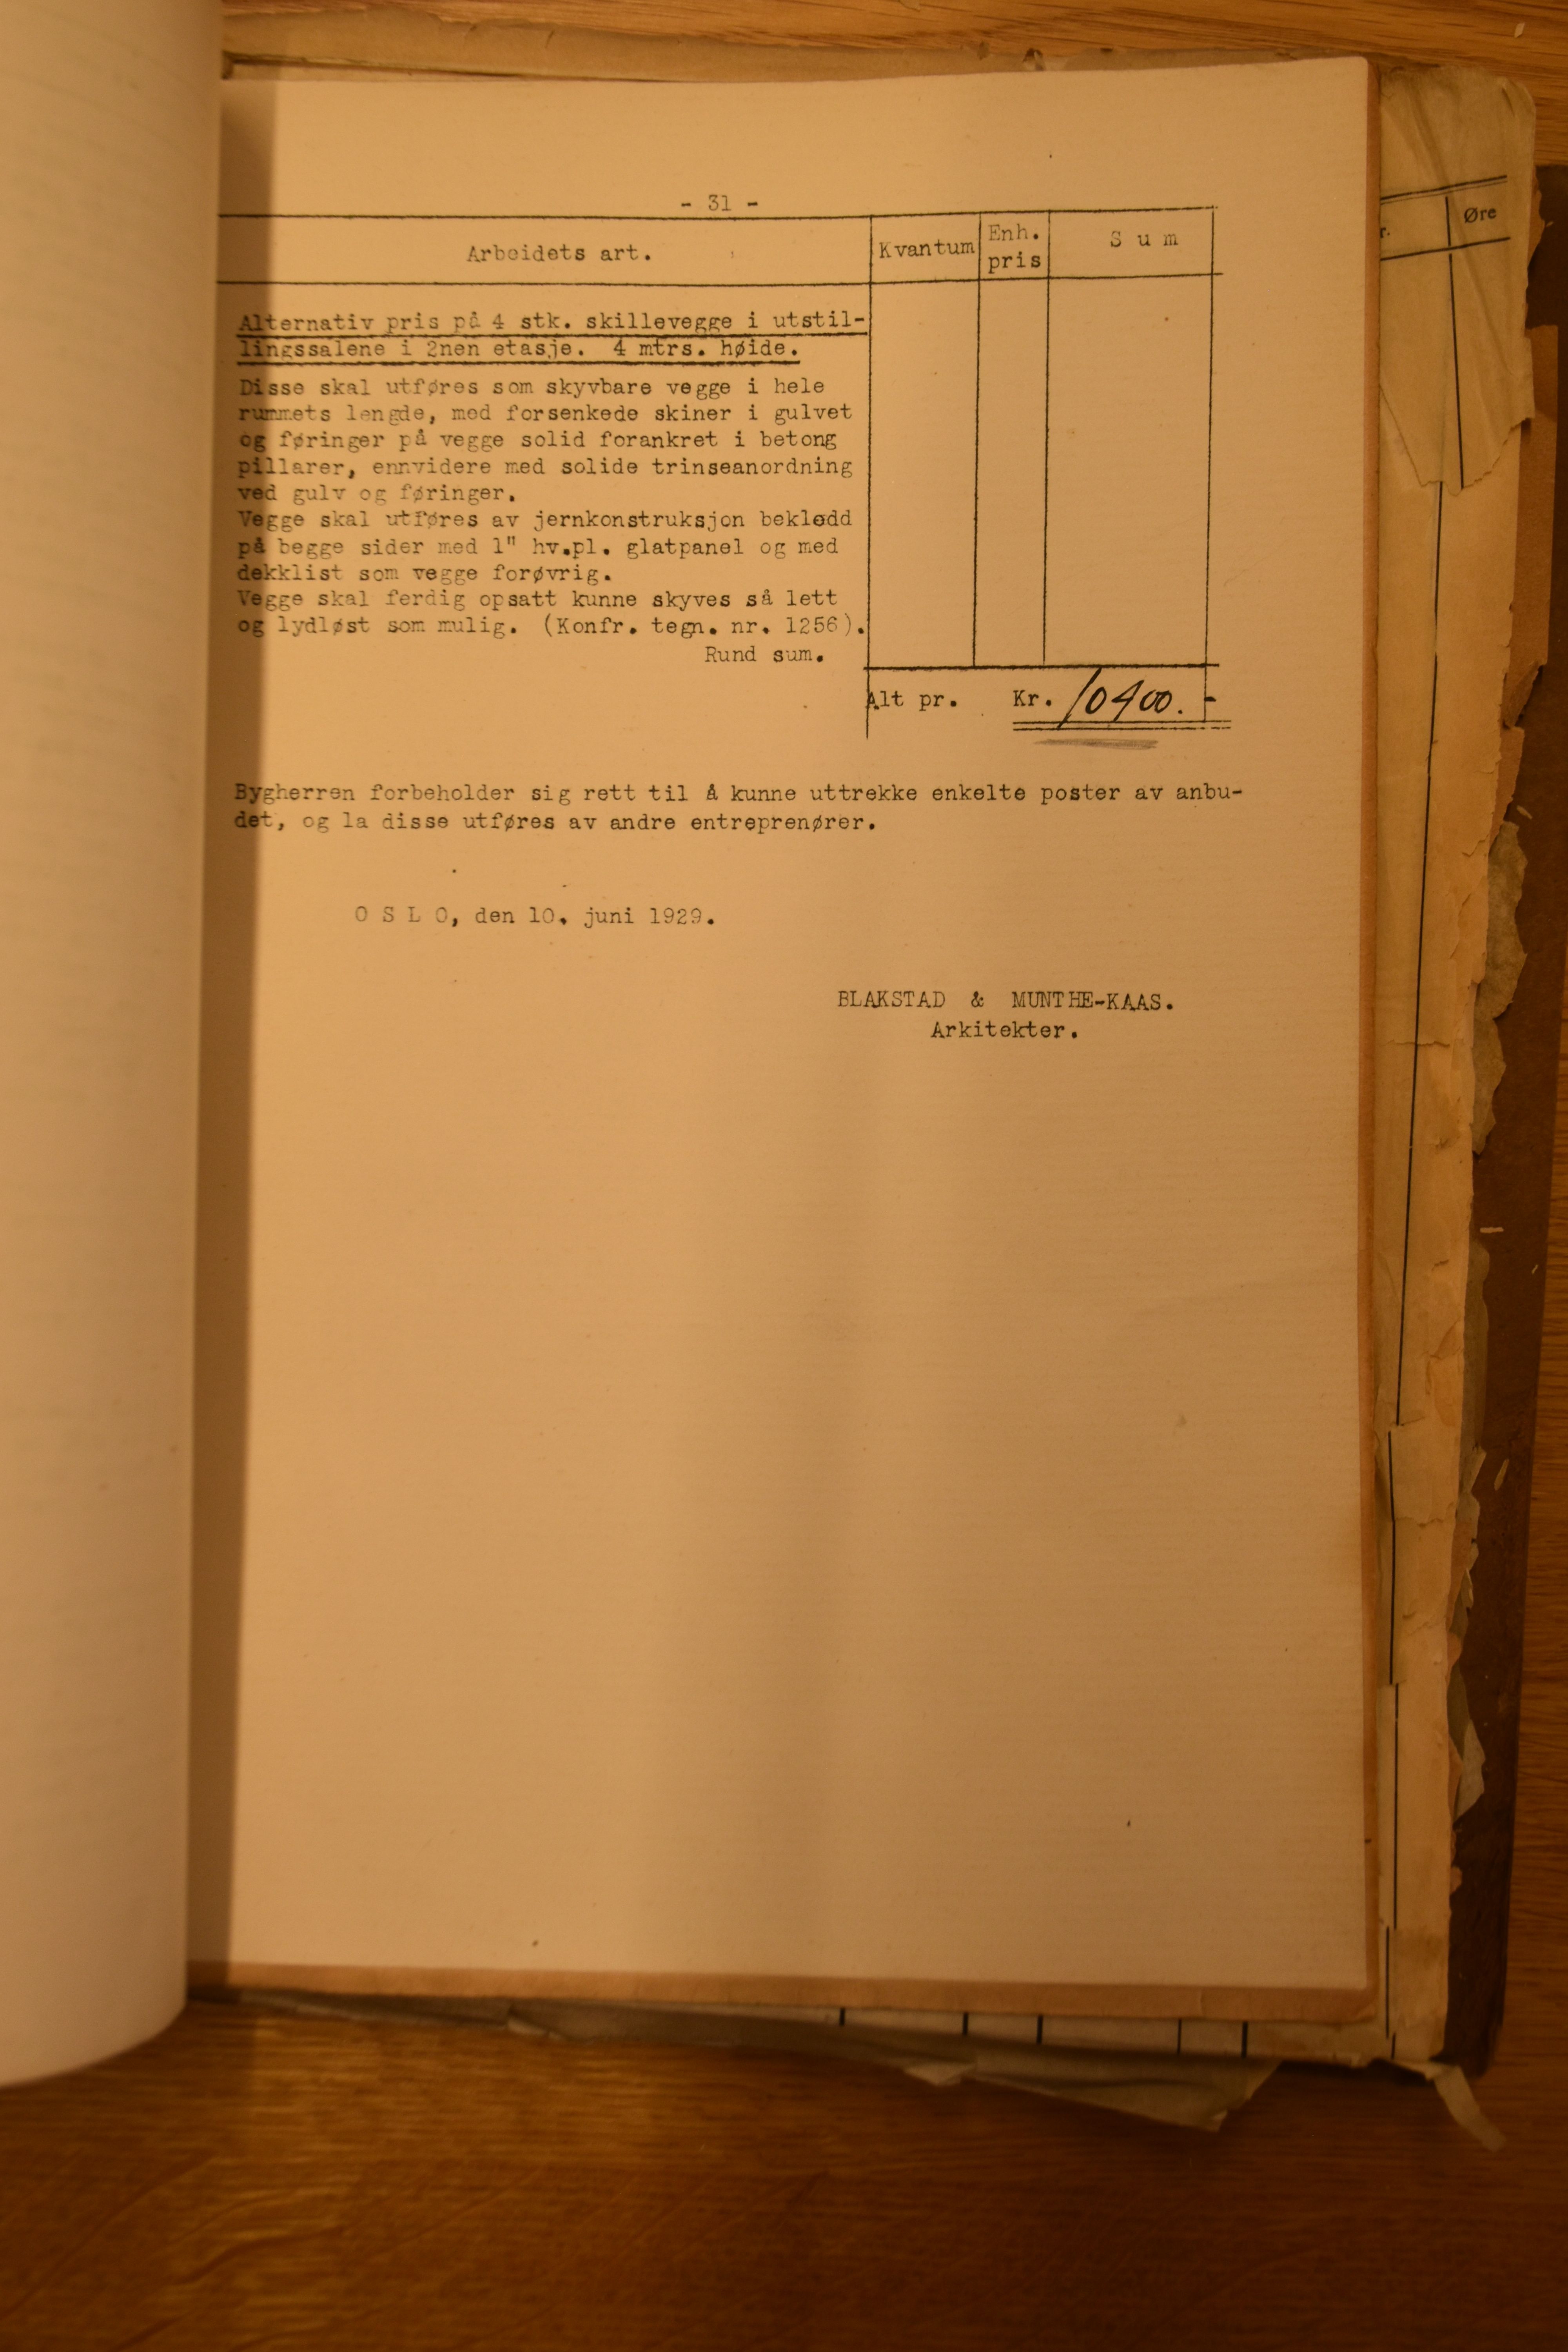 - 31 -
Arbeidets art. Kvantum Enh. pris S u m
Alternativ pris på 4 stk. skillevegge i utstil-
lingssalene i 2nen etasje. 4 mtrs. høide.
Disse skal utføres som skyvbare vegge i hele
rummets lengde, med forsenkede skiner i gulvet
og føringer på vegge solid forankret i betong
pillarer, ennvidere med solide trinseanordning
ved gulv og føringer.
Vegge skal utføres av jernkonstruksjon bekledd
på begge sider med 1" hv.pl. glatpanel og med
dekklist som vegge forøvrig.
Vegge skal ferdig opsatt kunne skyves så lett
og lydløst som mulig. (Konfr. tegn. nr. 1256).
Rund sum.
Alt pr. Kr. 10400.-
Bygherren forbeholder sig rett til å kunne uttrekke enkelte poster av anbu-
det, og la disse utføres av andre entreprenører.
O S L O, den 10. juni 1929.
BLAKSTAD & MUNTHE-KAAS.
Arkitekter.
r. Øre